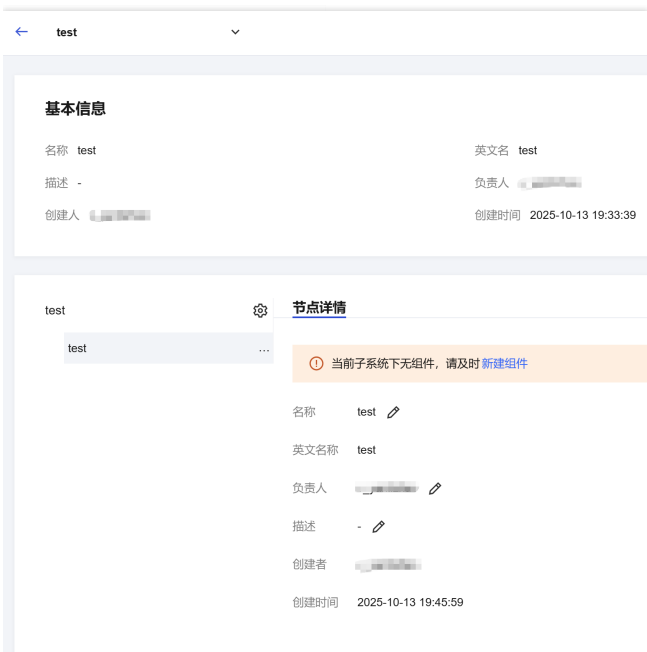 test
基本信息
名称 test
英文名 test
描述 -
负责人
创建人
创建时间 2025-10-13 19:33:39
test
节点详情
test
...
当前子系统下无组件，请及时新建组件
名称 test
英文名称 test
负责人
描述 -
创建者
创建时间 2025-10-13 19:45:59